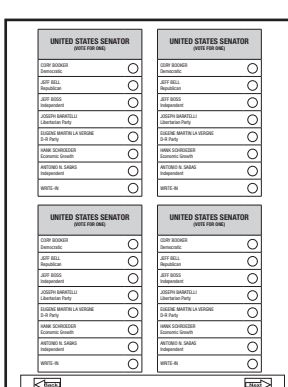 UNITED STATES SENATOR
(VOTE FOR ONE)
CORY BOOKER
Democratic
JEFF BELL
Republican
JEFF BOSS
Independent
JOSEPH BARATELLI
Libertarian Party
EUGENE MARTIN LA VERGNE
D-R Party
HANK SCHROEDER
Economic Growth
ANTONIO N. SABAS
Independent
WRITE-IN
UNITED STATES SENATOR
(VOTE FOR ONE)
CORY BOOKER
Democratic
JEFF BELL
Republican
JEFF BOSS
Independent
JOSEPH BARATELLI
Libertarian Party
EUGENE MARTIN LA VERGNE
D-R Party
HANK SCHROEDER
Economic Growth
ANTONIO N. SABAS
Independent
WRITE-IN
UNITED STATES SENATOR
(VOTE FOR ONE)
CORY BOOKER
Democratic
JEFF BELL
Republican
JEFF BOSS
Independent
JOSEPH BARATELLI
Libertarian Party
EUGENE MARTIN LA VERGNE
D-R Party
HANK SCHROEDER
Economic Growth
ANTONIO N. SABAS
Independent
WRITE-IN
UNITED STATES SENATOR
(VOTE FOR ONE)
CORY BOOKER
Democratic
JEFF BELL
Republican
JEFF BOSS
Independent
JOSEPH BARATELLI
Libertarian Party
EUGENE MARTIN LA VERGNE
D-R Party
HANK SCHROEDER
Economic Growth
ANTONIO N. SABAS
Independent
WRITE-IN
Back
Next